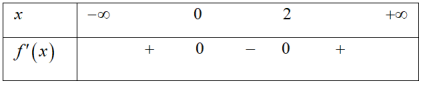 x −∞ 0 2 +∞
f′(x) + 0 − 0 +